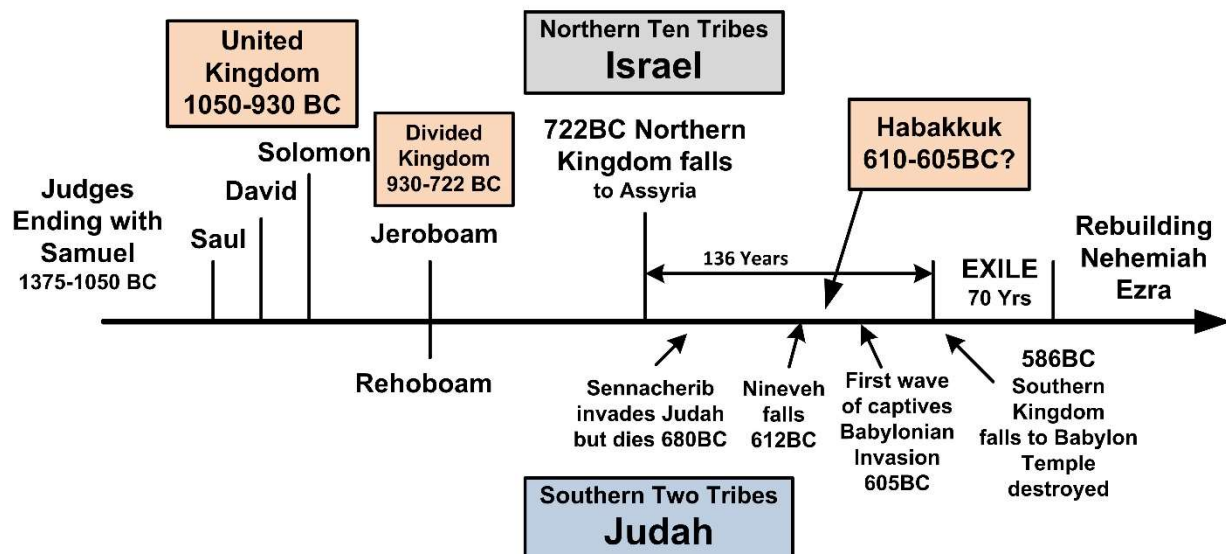 United
Kingdom
1050-930 BC
Northern Ten Tribes
Israel
Judges
Ending with
Samuel
1375-1050 BC
Saul
David
Solomon
Divided
Kingdom
930-722 BC
Jeroboam
Rehoboam
722BC Northern
Kingdom falls
to Assyria
136 Years
Habakkuk
610-605BC?
EXILE
70 Yrs
Rebuilding
Nehemiah
Ezra
Sennacherib
invades Judah
but dies 680BC
Nineveh
falls
612BC
First wave
of captives
Babylonian
Invasion
605BC
586BC
Southern
Kingdom
falls to Babylon
Temple
destroyed
Southern Two Tribes
Judah